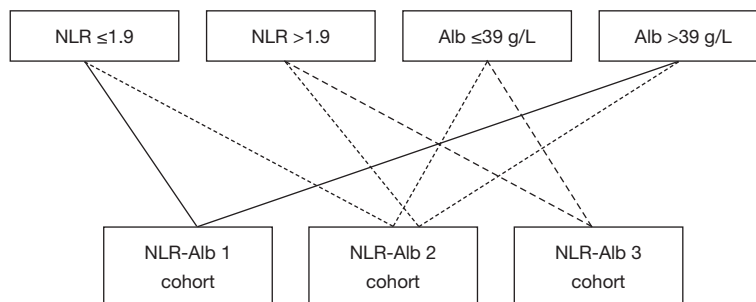 NLR ≤1.9
NLR >1.9
Alb ≤39 g/L
Alb >39 g/L
NLR-Alb 1
cohort
NLR-Alb 2
cohort
NLR-Alb 3
cohort